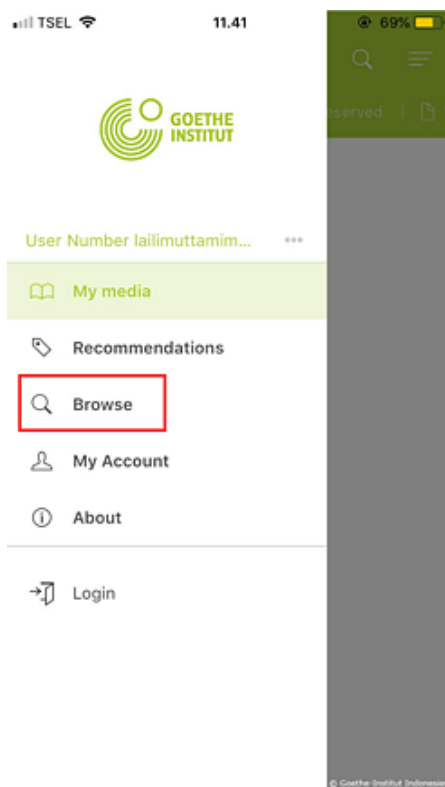 TSEL 11.41 69%
GOETHE
INSTITUT
eserved |
User Number lailimuttamim...
My media
Recommendations
Browse
My Account
About
Login
© Goethe Institut Indonesien